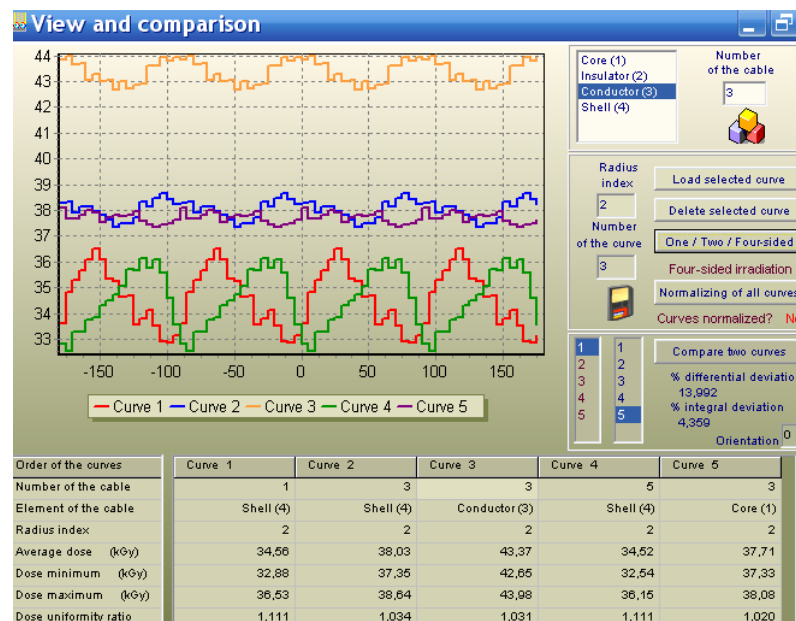 View and comparison
44
43
42
41
40
39
38
37
36
35
34
33
-150 -100 -50 0 50 100 150
Curve 1 Curve 2 Curve 3 Curve 4 Curve 5
Core (1)
Insulator (2)
Conductor (3)
Shell (4)
Number
of the cable
3
Radius
index
2
Number
of the curve
3
Load selected curve
Delete selected curve
One / Two / Four-sided
Four-sided irradiation
Normalizing of all curves
Curves normalized? No
1 1
2 2
3 3
4 4
5 5
Compare two curves
% differential deviatio
13,992
% integral deviation
4,359
Orientation 0
Order of the curves Curve 1 Curve 2 Curve 3 Curve 4 Curve 5
Number of the cable 1 3 3 5 3
Element of the cable Shell (4) Shell (4) Conductor (3) Shell (4) Core (1)
Radius index 2 2 2 2 2
Average dose (kGy) 34,56 38,03 43,37 34,52 37,71
Dose minimum (kGy) 32,88 37,35 42,65 32,54 37,33
Dose maximum (kGy) 36,53 38,64 43,98 36,15 38,08
Dose uniformity ratio 1,111 1,034 1,031 1,111 1,020